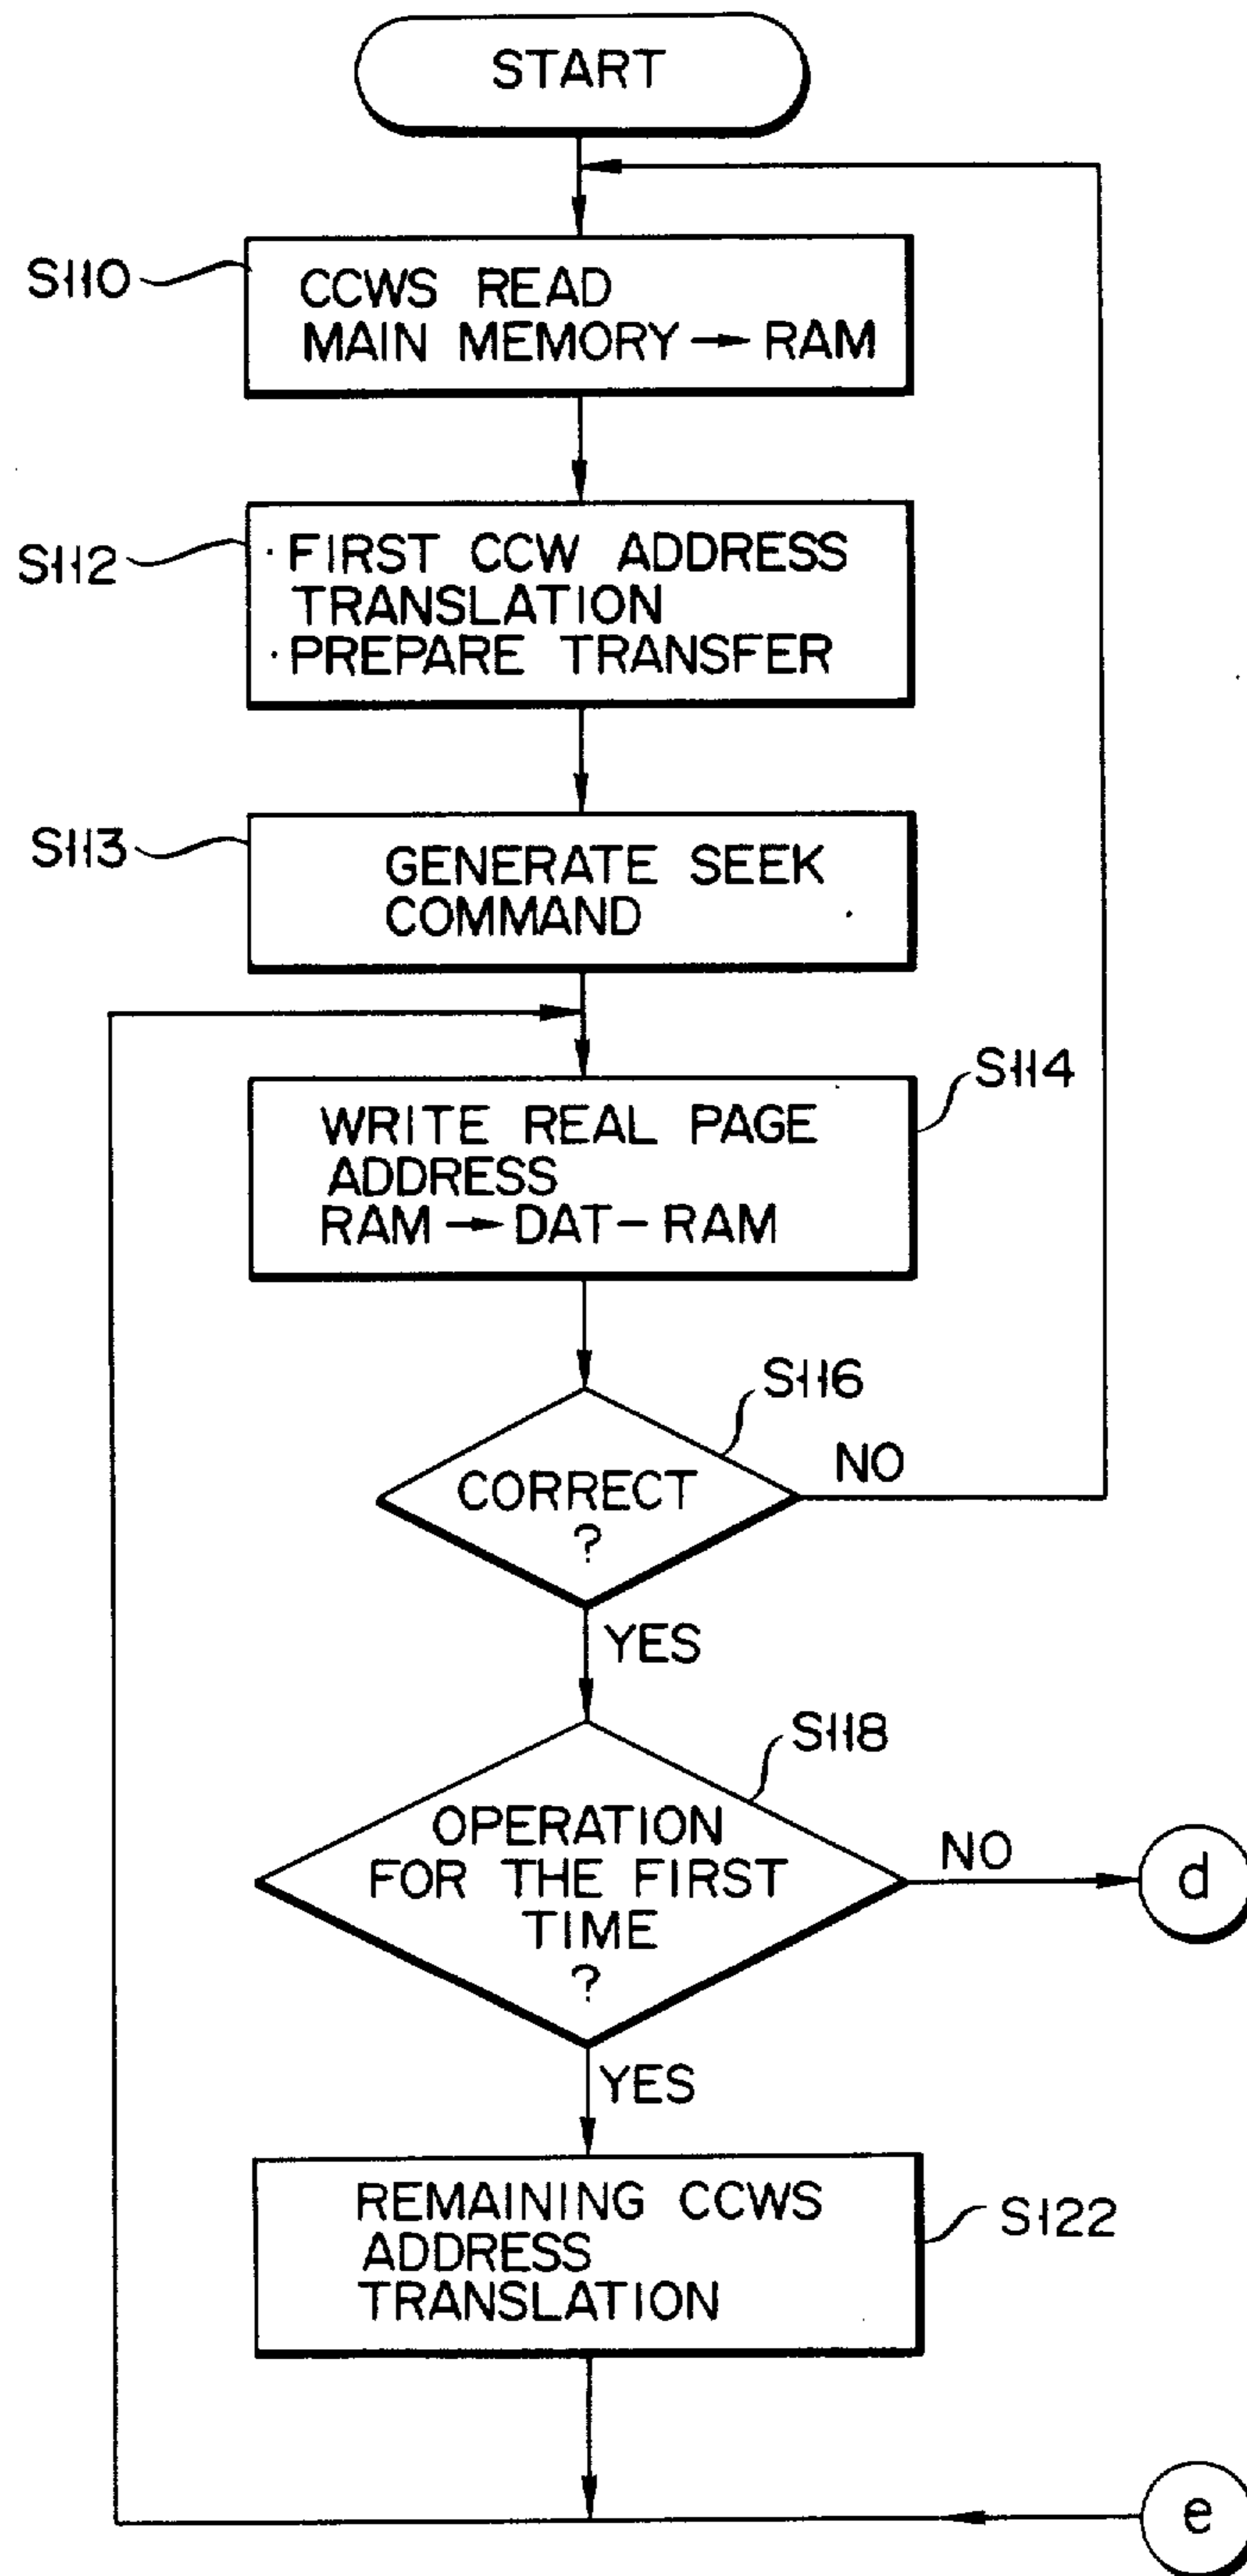 START
S110
CCWS READ
MAIN MEMORY → RAM
S112
· FIRST CCW ADDRESS
TRANSLATION
· PREPARE TRANSFER
S113
GENERATE SEEK
COMMAND
S114
WRITE REAL PAGE
ADDRESS
RAM → DAT-RAM
S116
CORRECT
?
NO
YES
S118
OPERATION
FOR THE FIRST
TIME
?
NO
d
YES
S122
REMAINING CCWS
ADDRESS
TRANSLATION
e